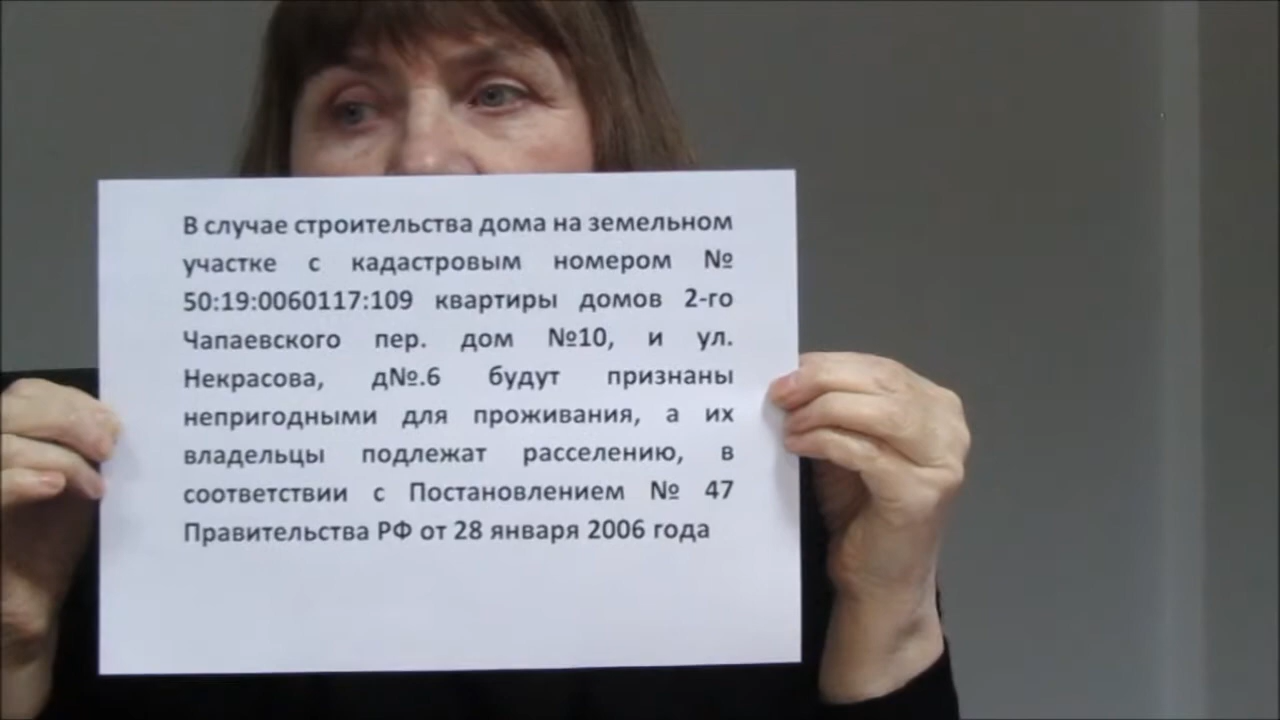 В случае строительства дома на земельном
участке с кадастровым номером №
50:19:0060117:109 квартиры домов 2-го
Чапаевского пер. дом №10, и ул.
Некрасова, д№.6 будут признаны
непригодными для проживания, а их
владельцы подлежат расселению, в
соответствии с Постановлением № 47
Правительства РФ от 28 января 2006 года